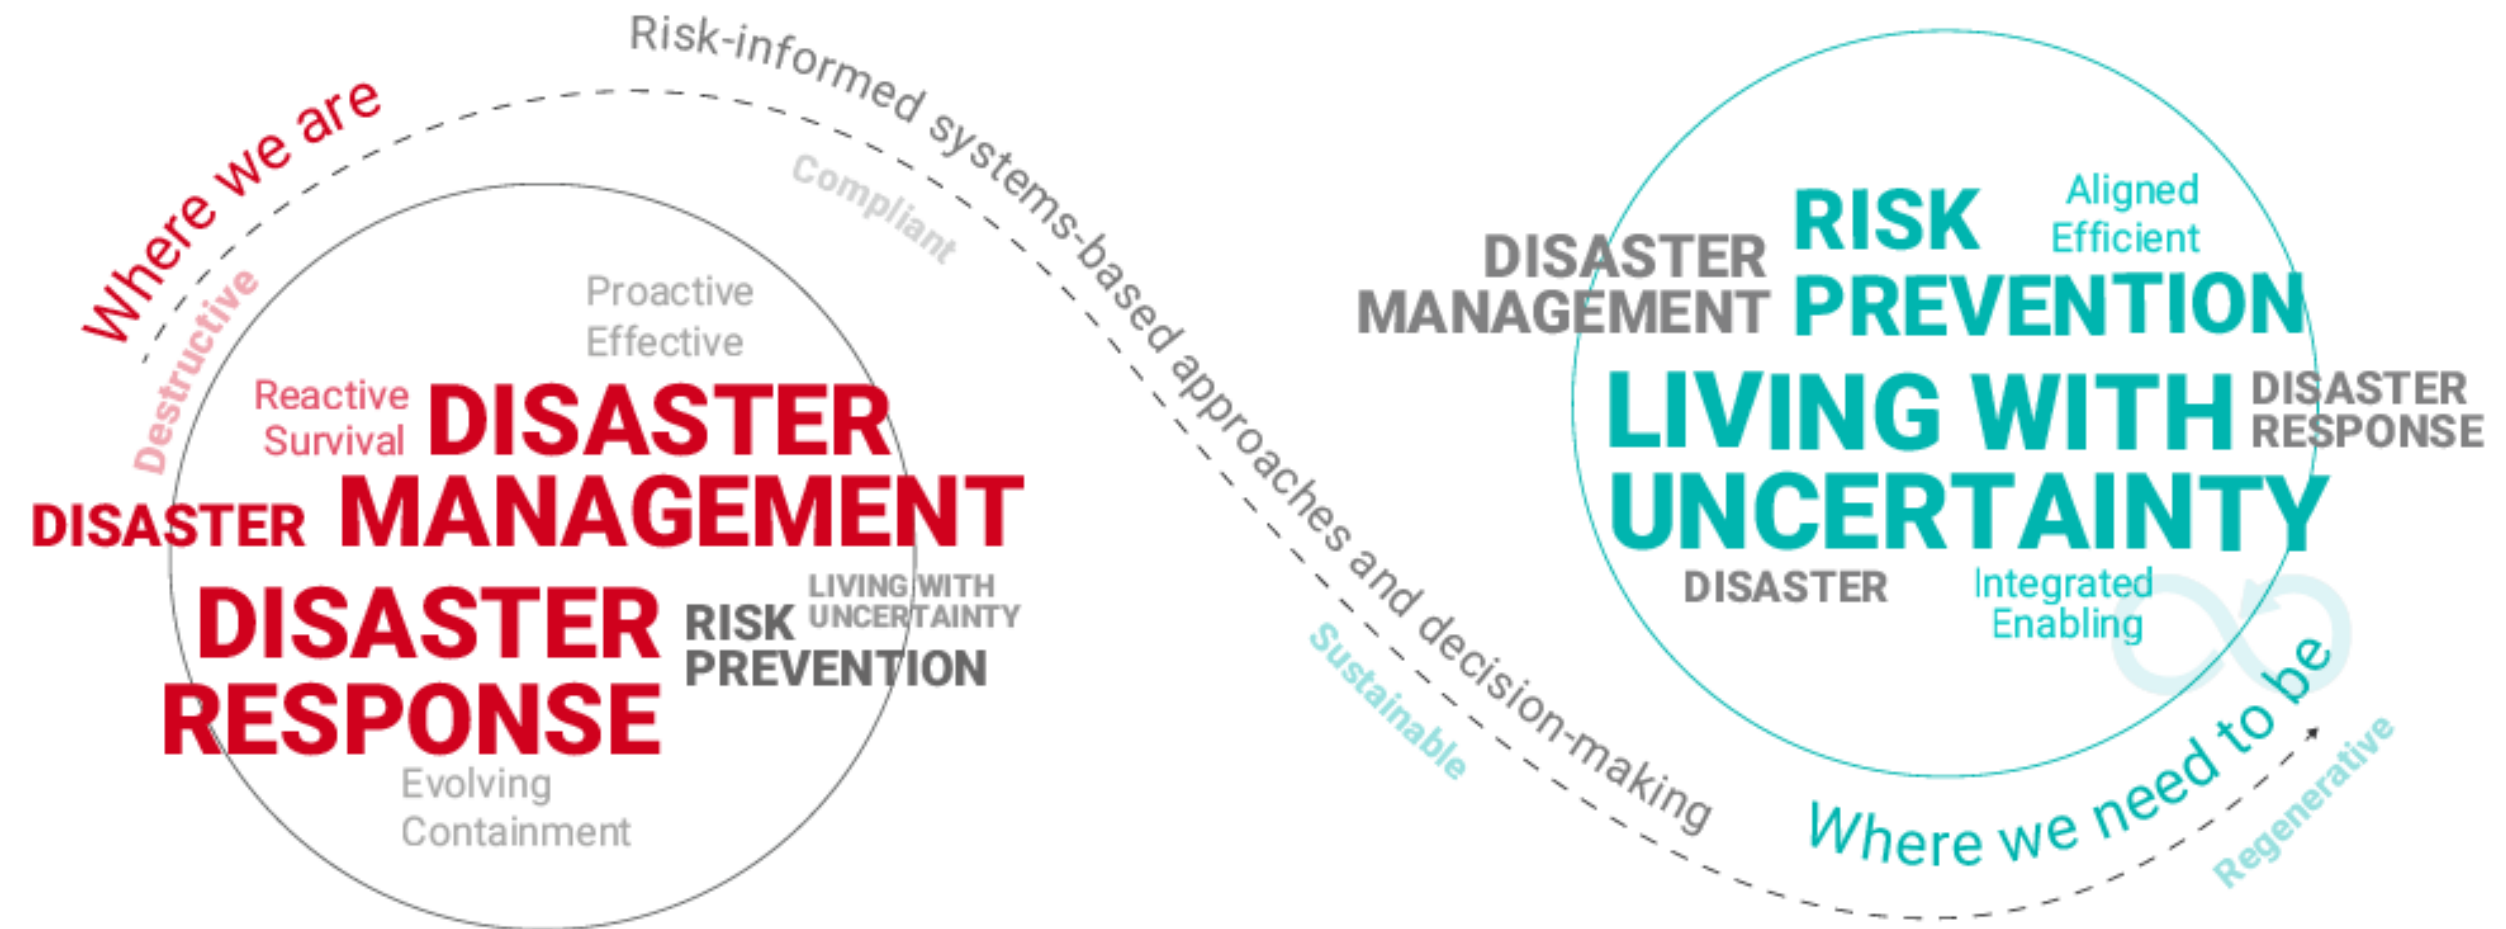 Where we are
Destructive
Proactive
Effective
Reactive
Survival
DISASTER
MANAGEMENT
DISASTER
DISASTER
RESPONSE
LIVING WITH
UNCERTAINTY
RISK
PREVENTION
Evolving
Containment
Risk-informed systems-based approaches and decision-making
Compliant
Sustainable
RISK
PREVENTION
Aligned
Efficient
DISASTER
MANAGEMENT
LIVING WITH
UNCERTAINTY
DISASTER
RESPONSE
DISASTER
Integrated
Enabling
Where we need to be
Regenerative